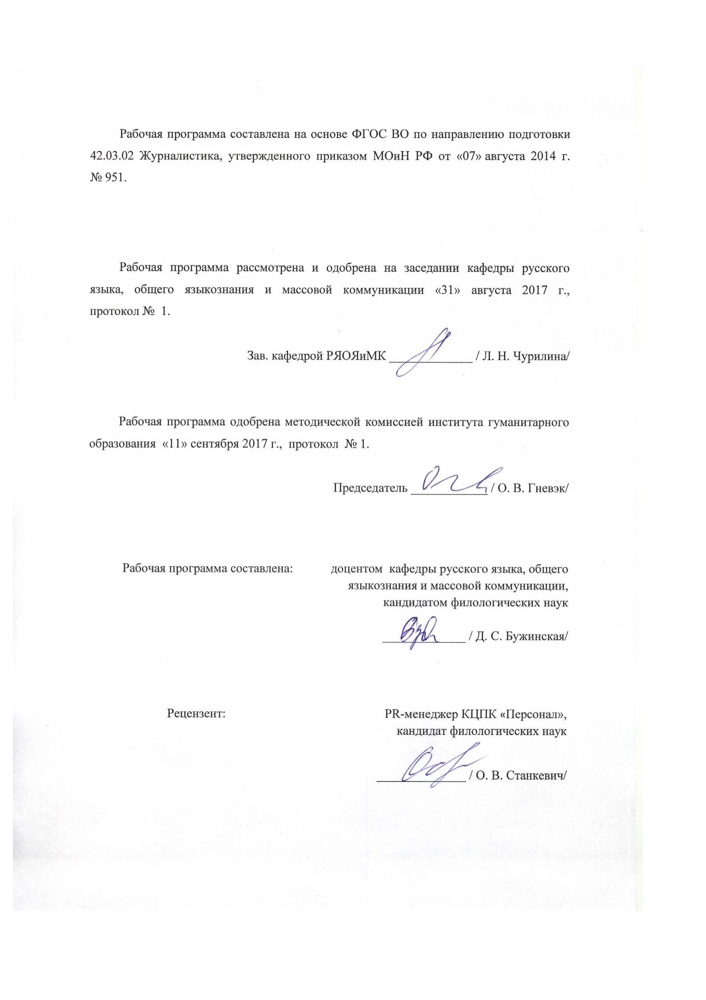 Рабочая программа составлена на основе ФГОС ВО по направлению подготовки
42.03.02 Журналистика, утвержденного приказом МОиН РФ от «07» августа 2014 г.
№ 951.
Рабочая программа рассмотрена и одобрена на заседании кафедры русского
языка, общего языкознания и массовой коммуникации «31» августа 2017 г.,
протокол № 1.
Зав. кафедрой РЯОЯиМК ______________ / Л. Н. Чурилина/
Рабочая программа одобрена методической комиссией института гуманитарного
образования «11» сентября 2017 г., протокол № 1.
Председатель _____________ / О. В. Гневэк/
Рабочая программа составлена: доцентом кафедры русского языка, общего
языкознания и массовой коммуникации,
кандидатом филологических наук
______________ / Д. С. Бужинская/
Рецензент: PR-менеджер КЦПК «Персонал»,
кандидат филологических наук
_______________ / О. В. Станкевич/